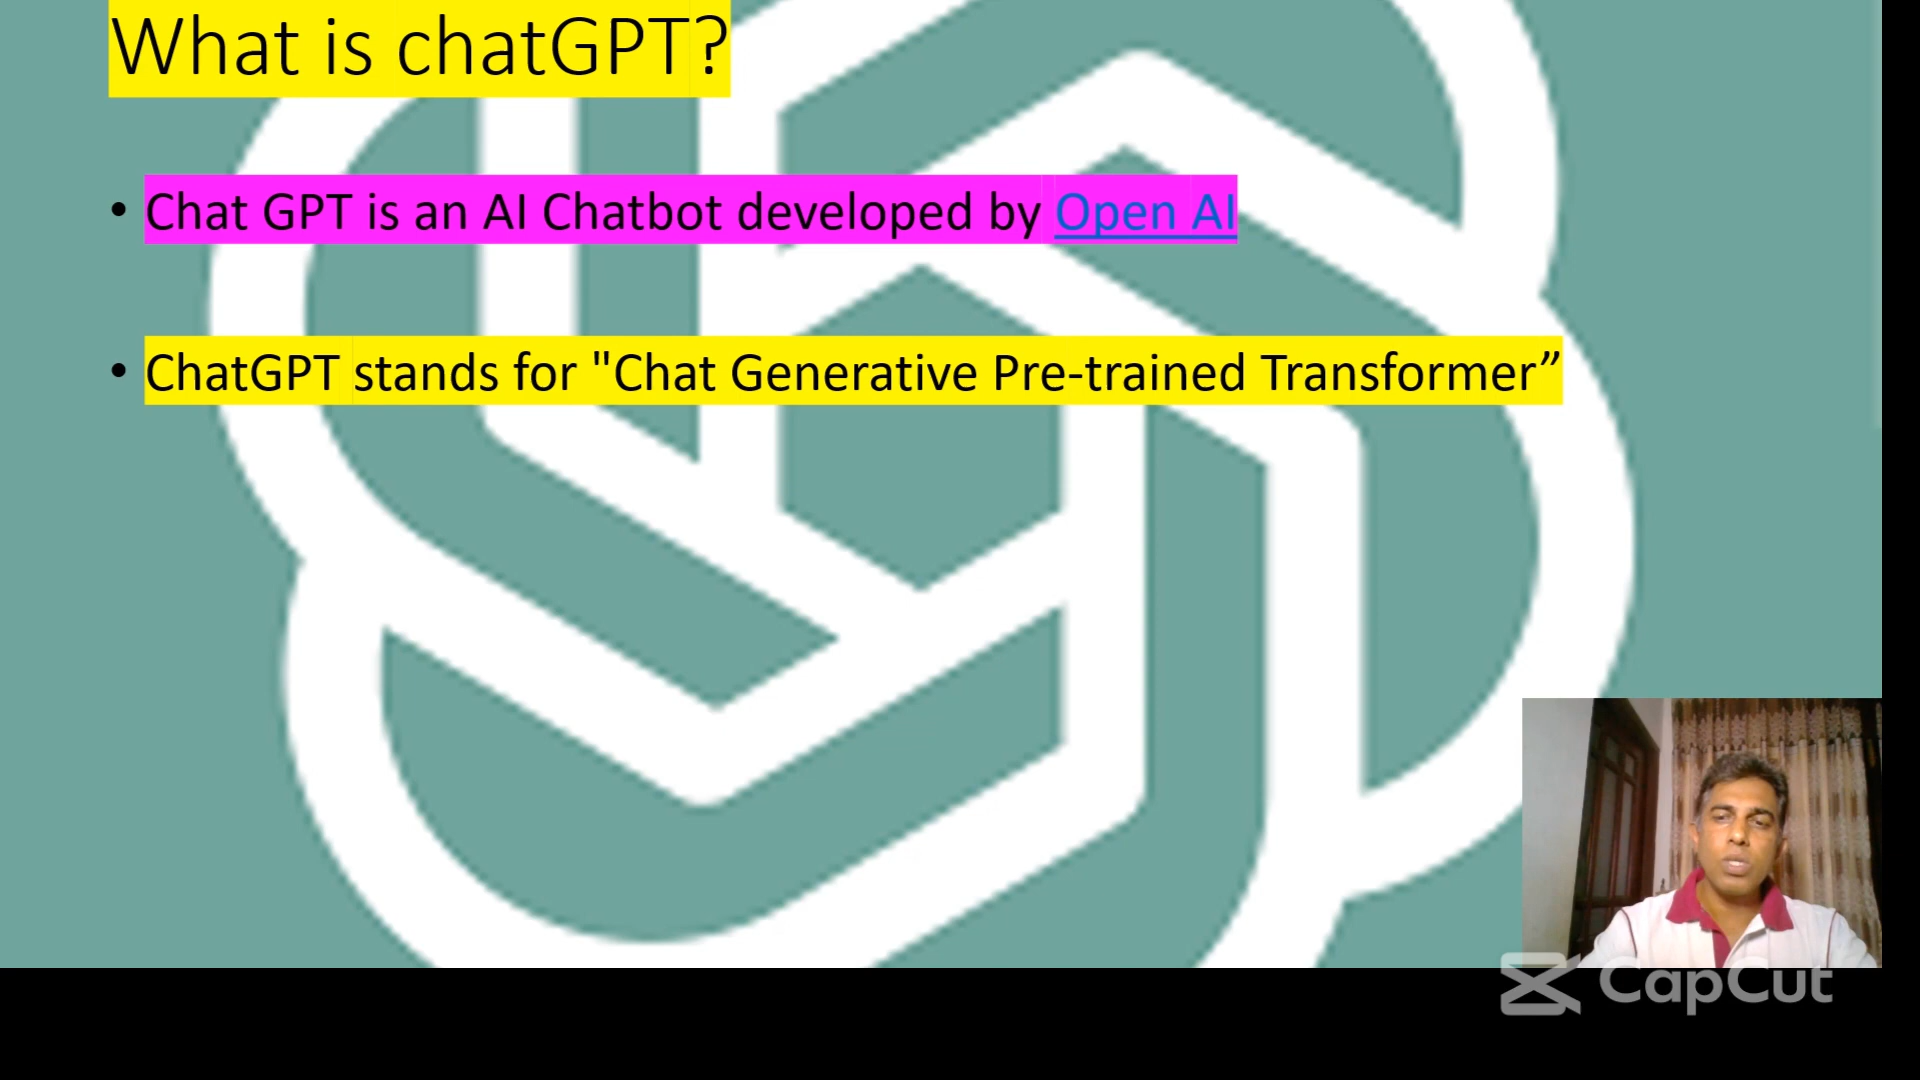 What is chatGPT?
• Chat GPT is an AI Chatbot developed by Open AI
• ChatGPT stands for "Chat Generative Pre-trained Transformer”
CapCut